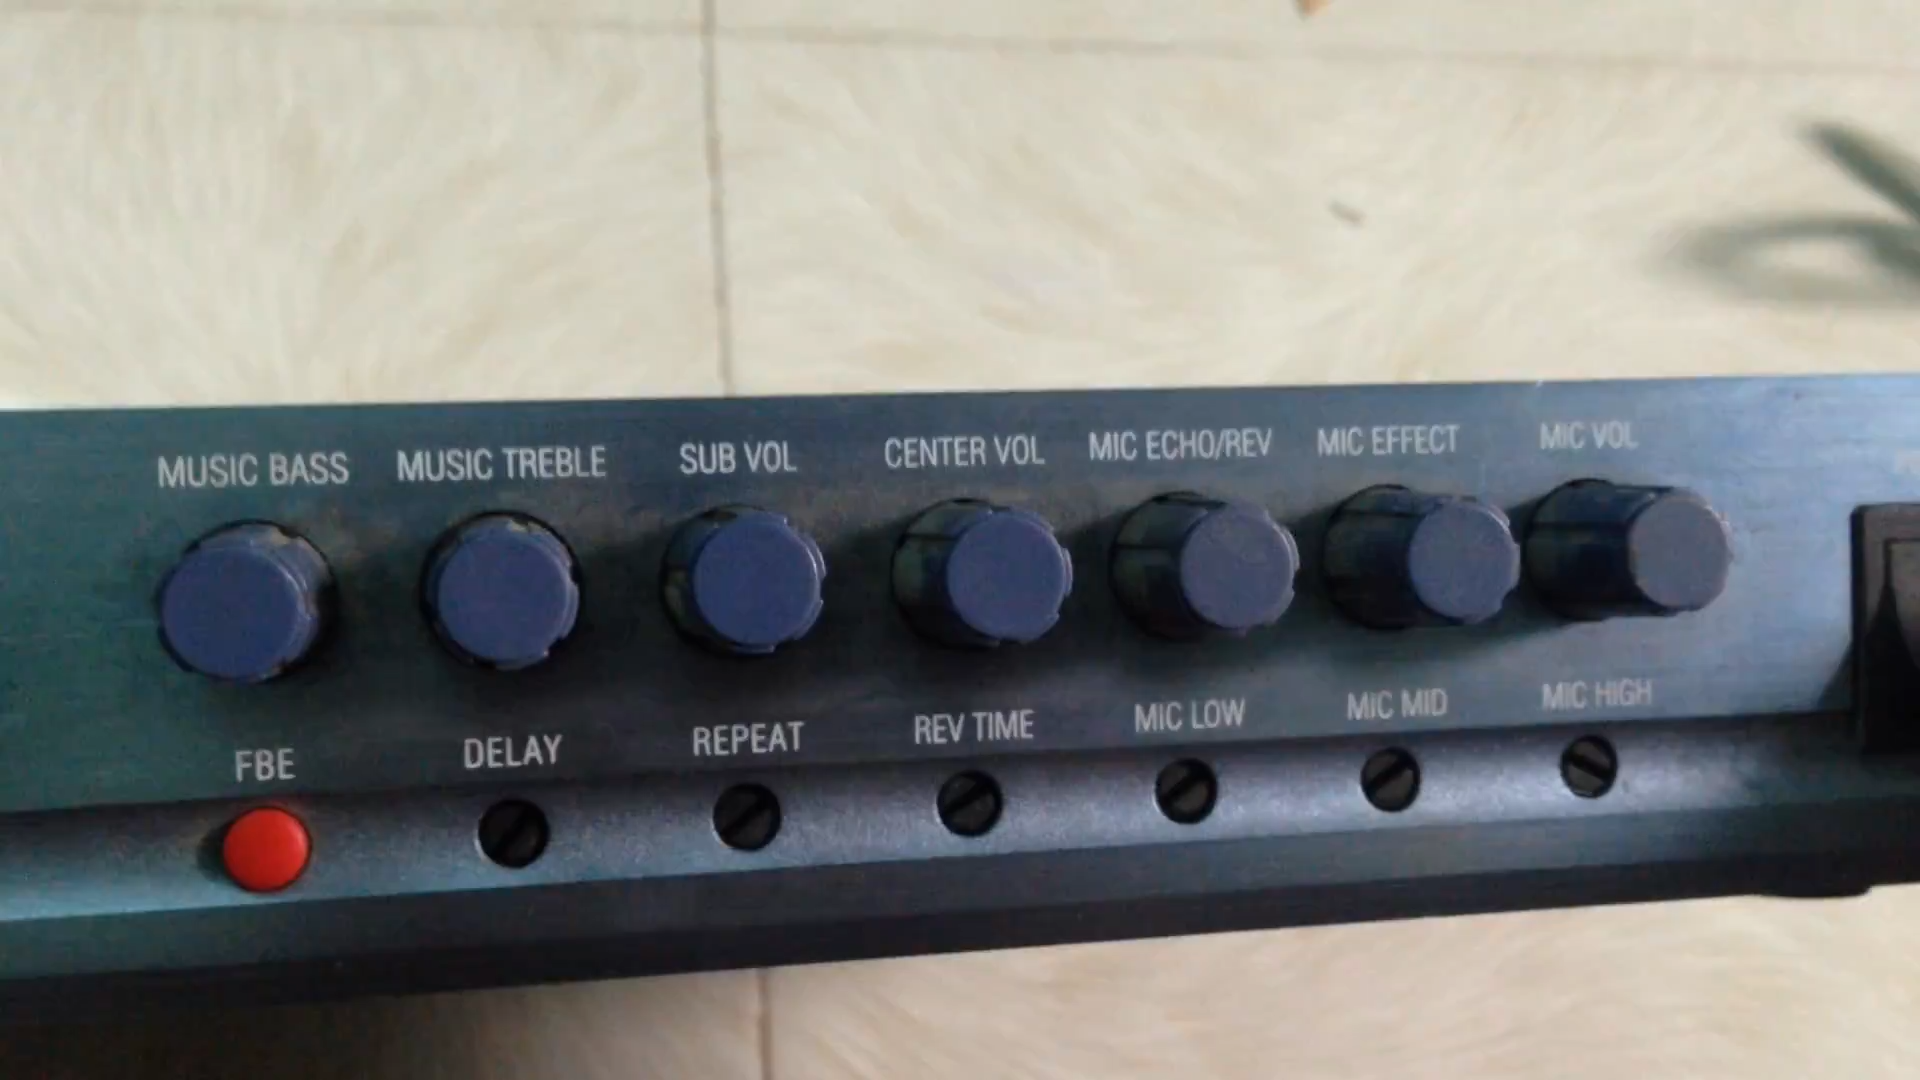 MUSIC BASS MUSIC TREBLE SUB VOL CENTER VOL MIC ECHO/REV MIC EFFECT MIC VOL
FBE DELAY REPEAT REV TIME MIC LOW MIC MID MIC HIGH